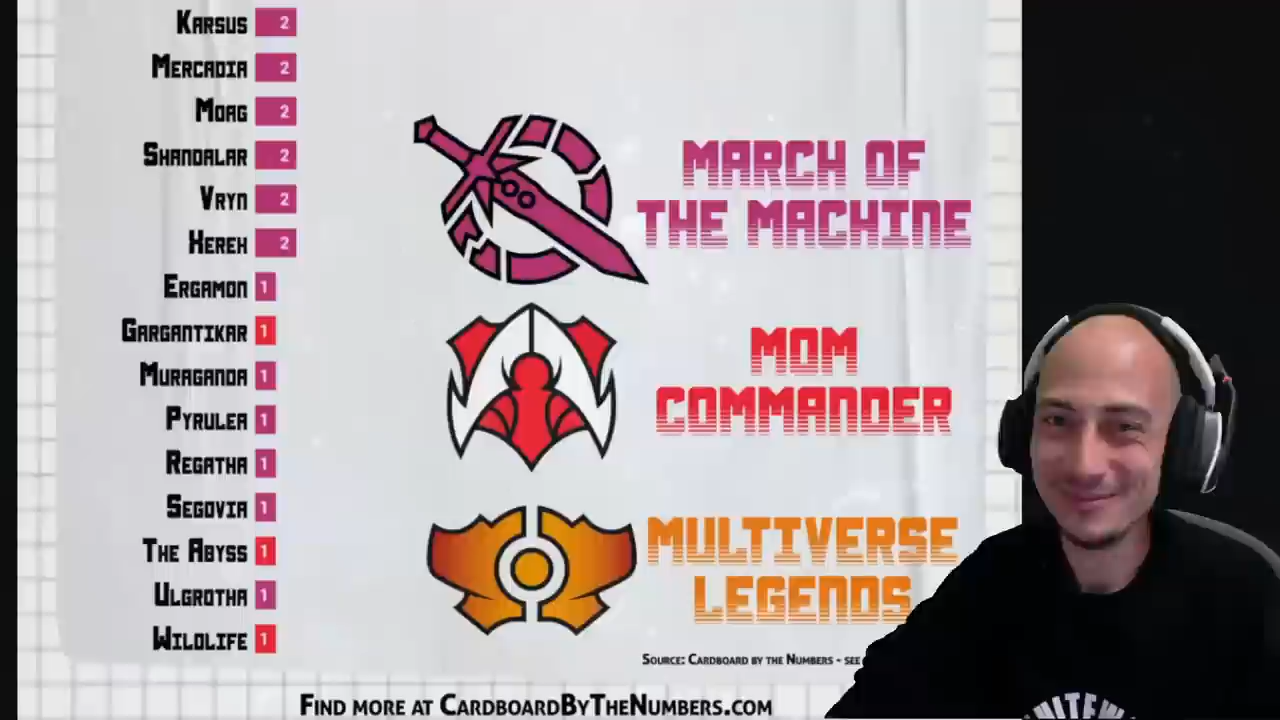 KARSUS 2
MERCADIA 2
MOAG 2
SHANDALAR 2
VRYN 2
HEREH 2
ERGAMON 1
GARGANTIKAR 1
MURAGANDA 1
PYRULEA 1
REGATHA 1
SEGOVIA 1
THE ABYSS 1
ULGROTHA 1
WILDLIFE 1
MARCH OF
THE MACHINE
MOM
COMMANDER
MULTIVERSE
LEGENDS
SOURCE: CARDBOARD BY THE NUMBERS - SEE
FIND MORE AT CARDBOARDBYTHENUMBERS.COM